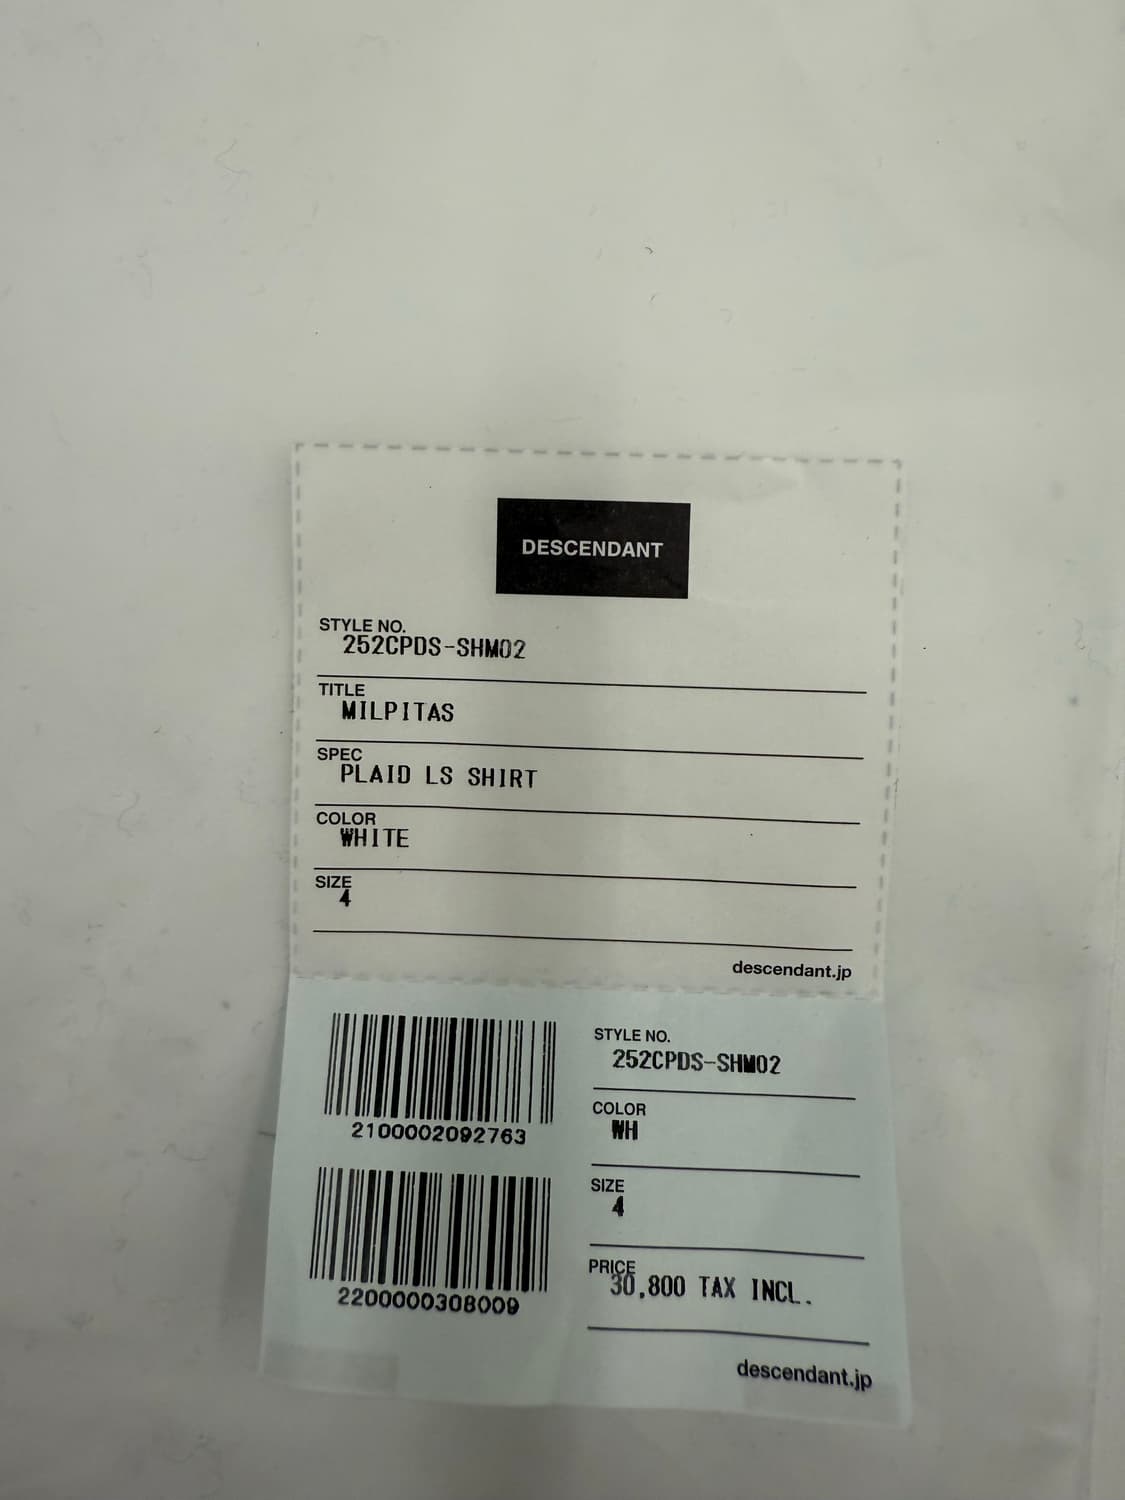 DESCENDANT
STYLE NO.
252CPDS-SHM02
TITLE
MILPITAS
SPEC
PLAID LS SHIRT
COLOR
WHITE
SIZE
4
descendant.jp
2100002092763
2200000308009
STYLE NO.
252CPDS-SHM02
COLOR
WH
SIZE
4
PRICE
30,800 TAX INCL.
descendant.jp